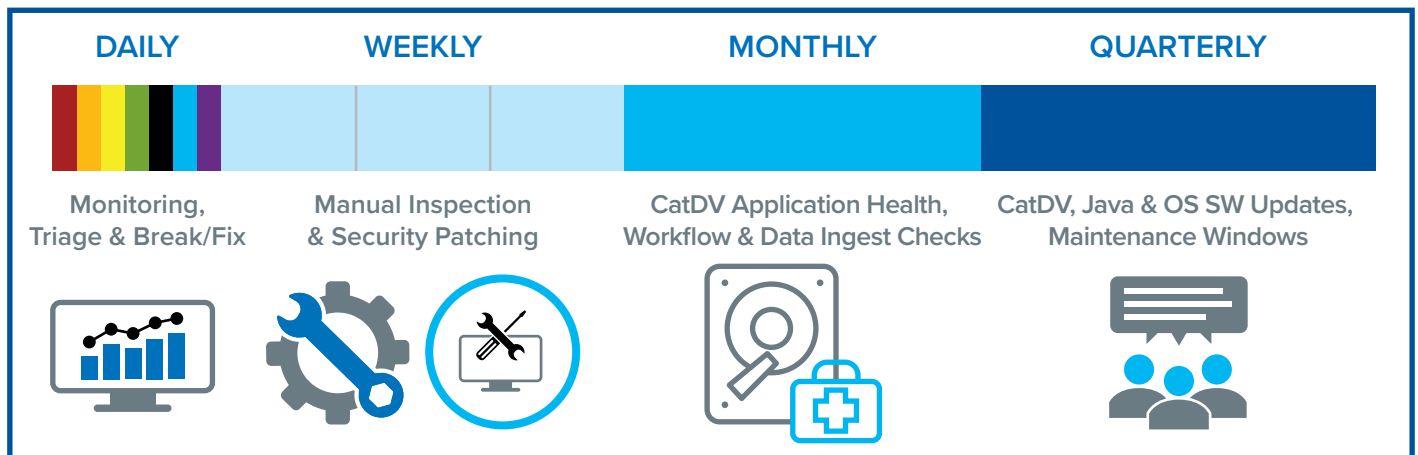 DAILY
WEEKLY
MONTHLY
QUARTERLY
Monitoring,
Triage & Break/Fix
Manual Inspection
& Security Patching
CatDV Application Health,
Workflow & Data Ingest Checks
CatDV, Java & OS SW Updates,
Maintenance Windows